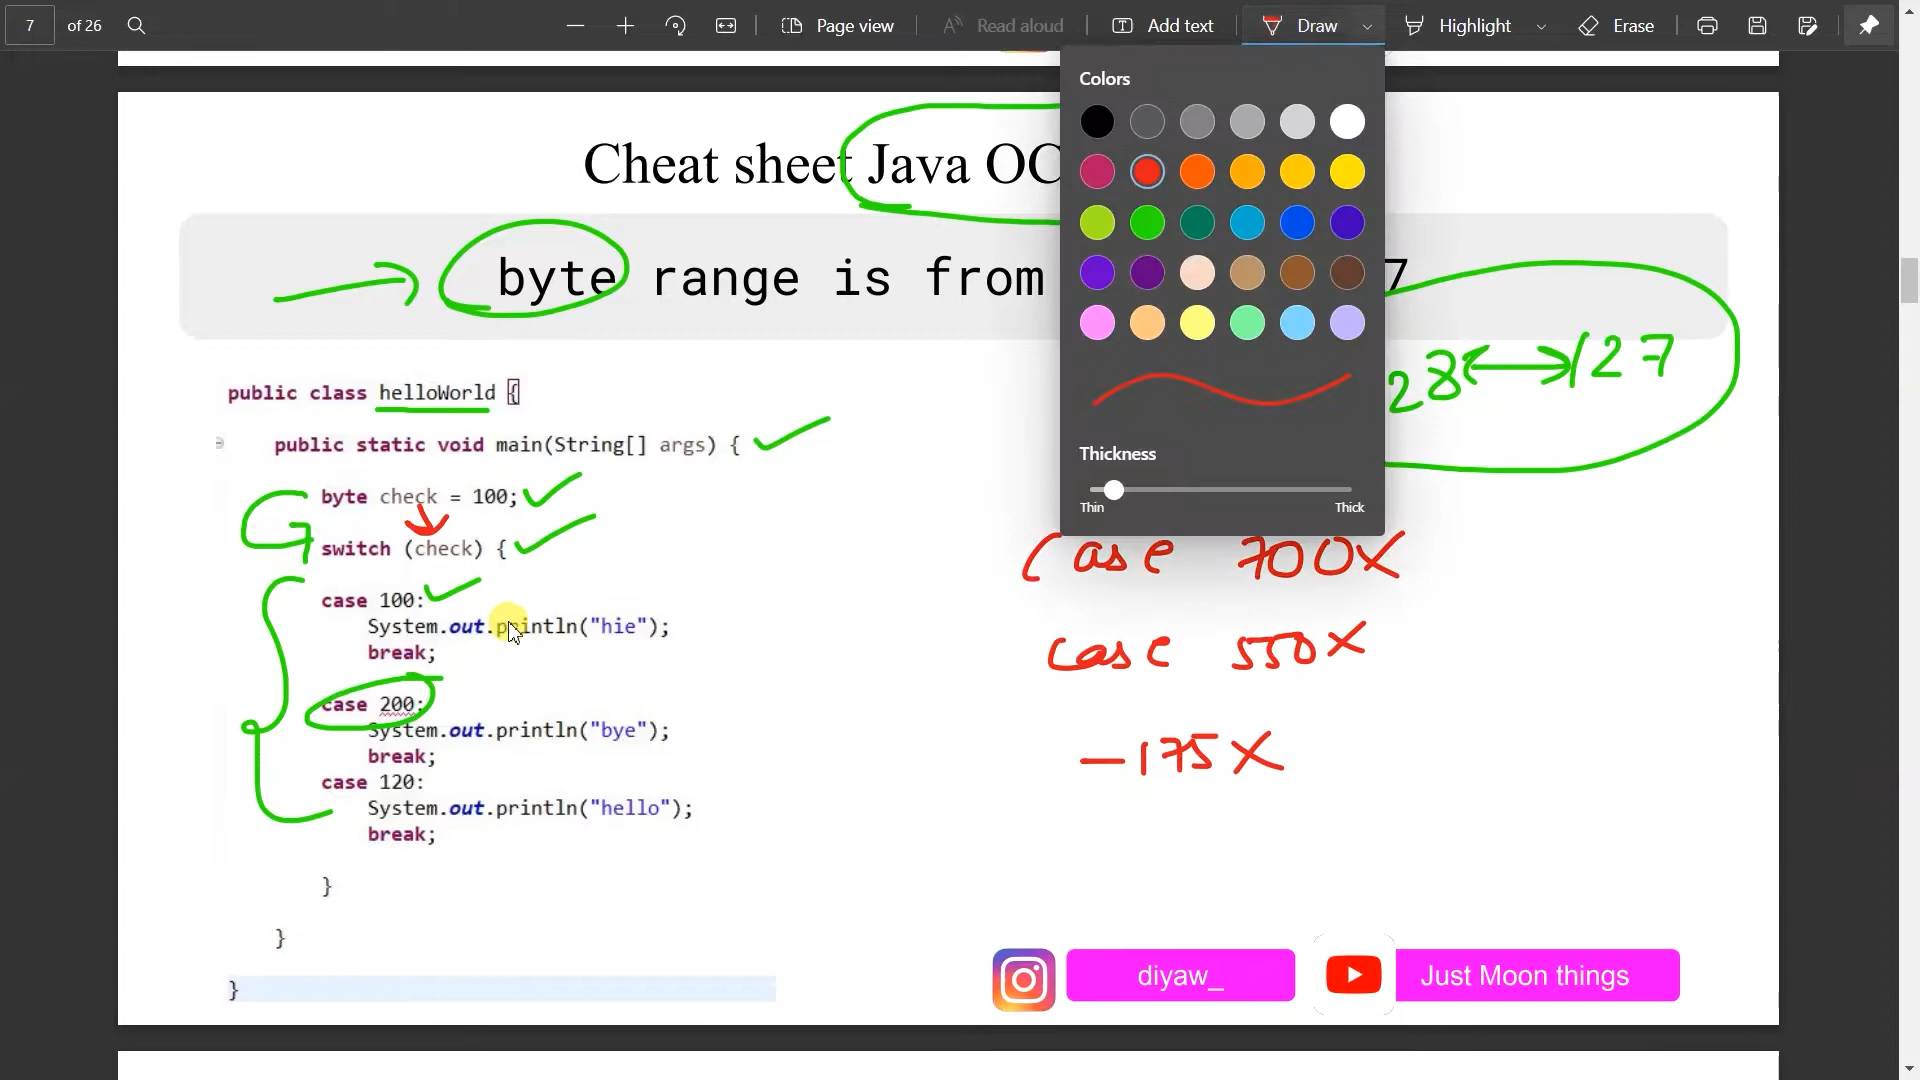 7 of 26 Page view Read aloud Add text Draw Highlight Erase
Colors
Thickness
Thin Thick
Cheat sheet Java OC
byte range is from 7
28 ↔ 127
public class helloWorld {
public static void main(String[] args) {
byte check = 100;
switch (check) {
case 100:
System.out.println("hie");
break;
case 200:
System.out.println("bye");
break;
case 120:
System.out.println("hello");
break;
}
}
}
Case 700X
case 550X
-175X
diyaw_
Just Moon things